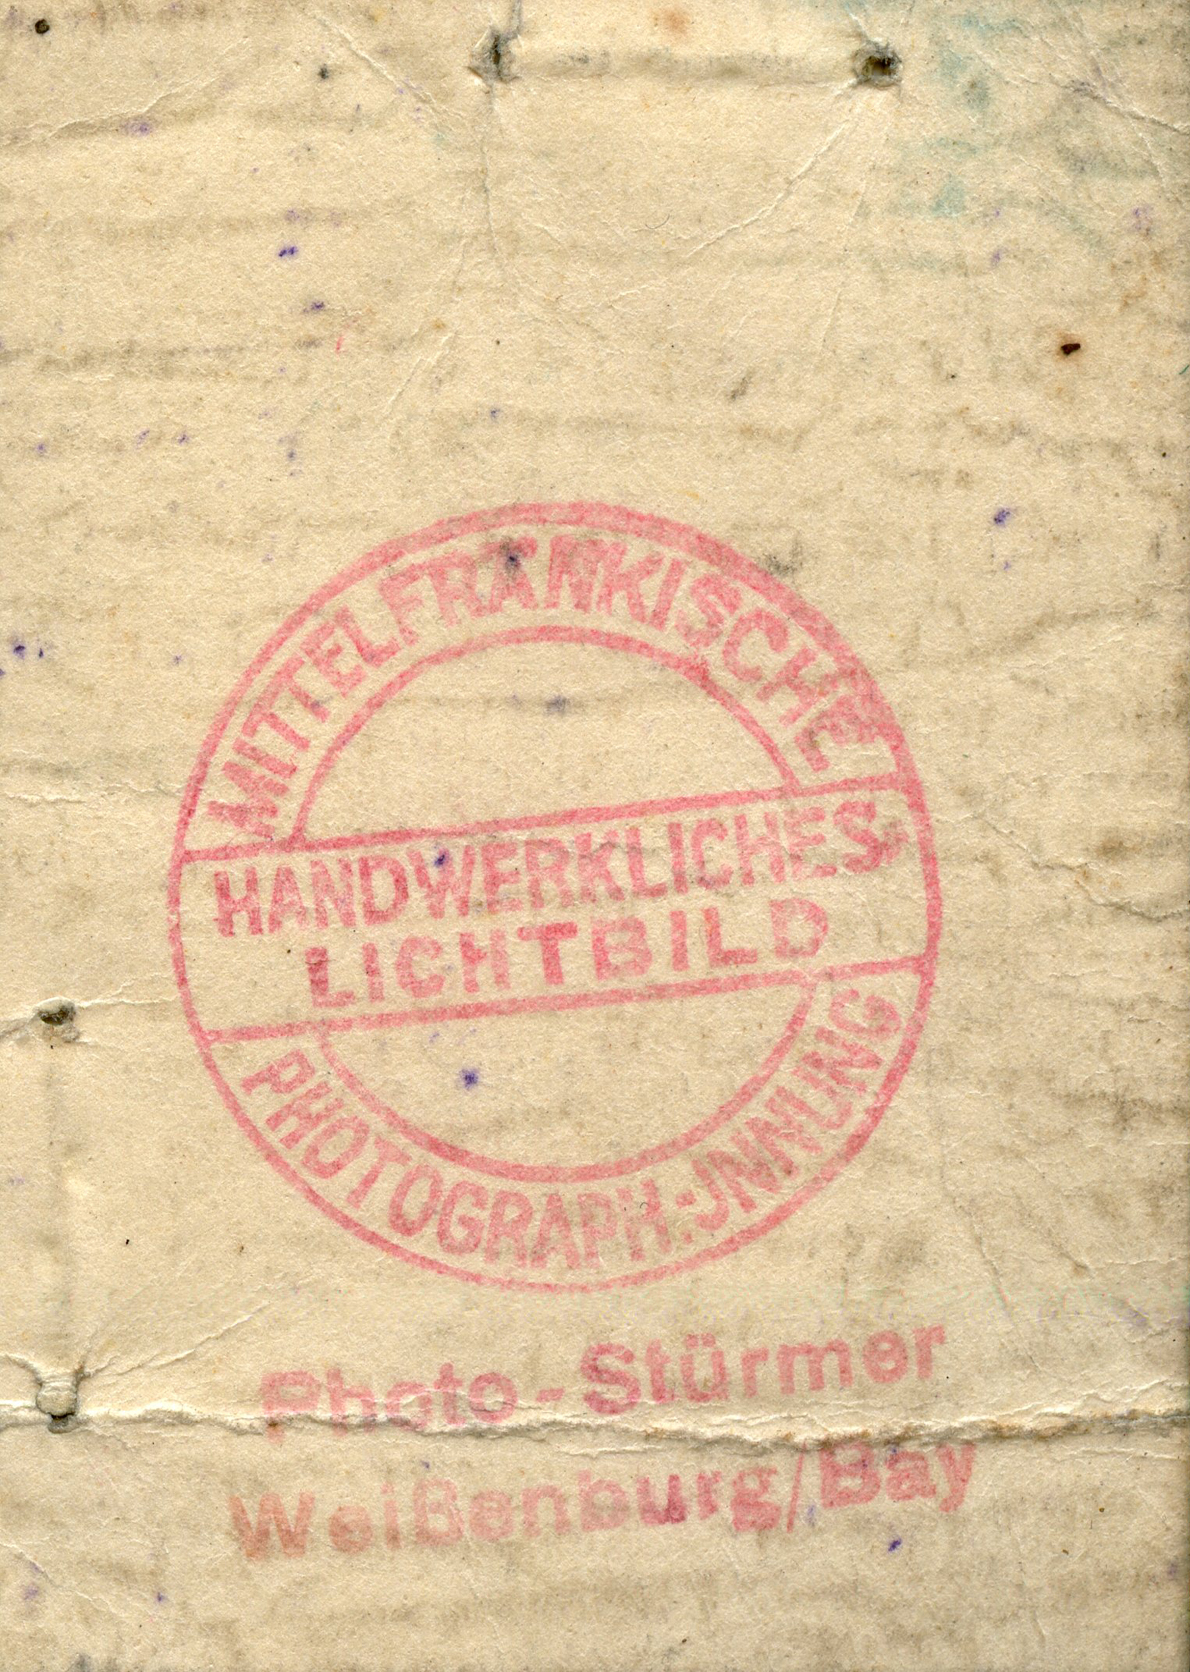 MITTELFRÄNKISCHE
HANDWERKLICHES
LICHTBILD
PHOTOGRAPH.-JNNUNG
Photo-Stürmer
Weißenburg/Bay